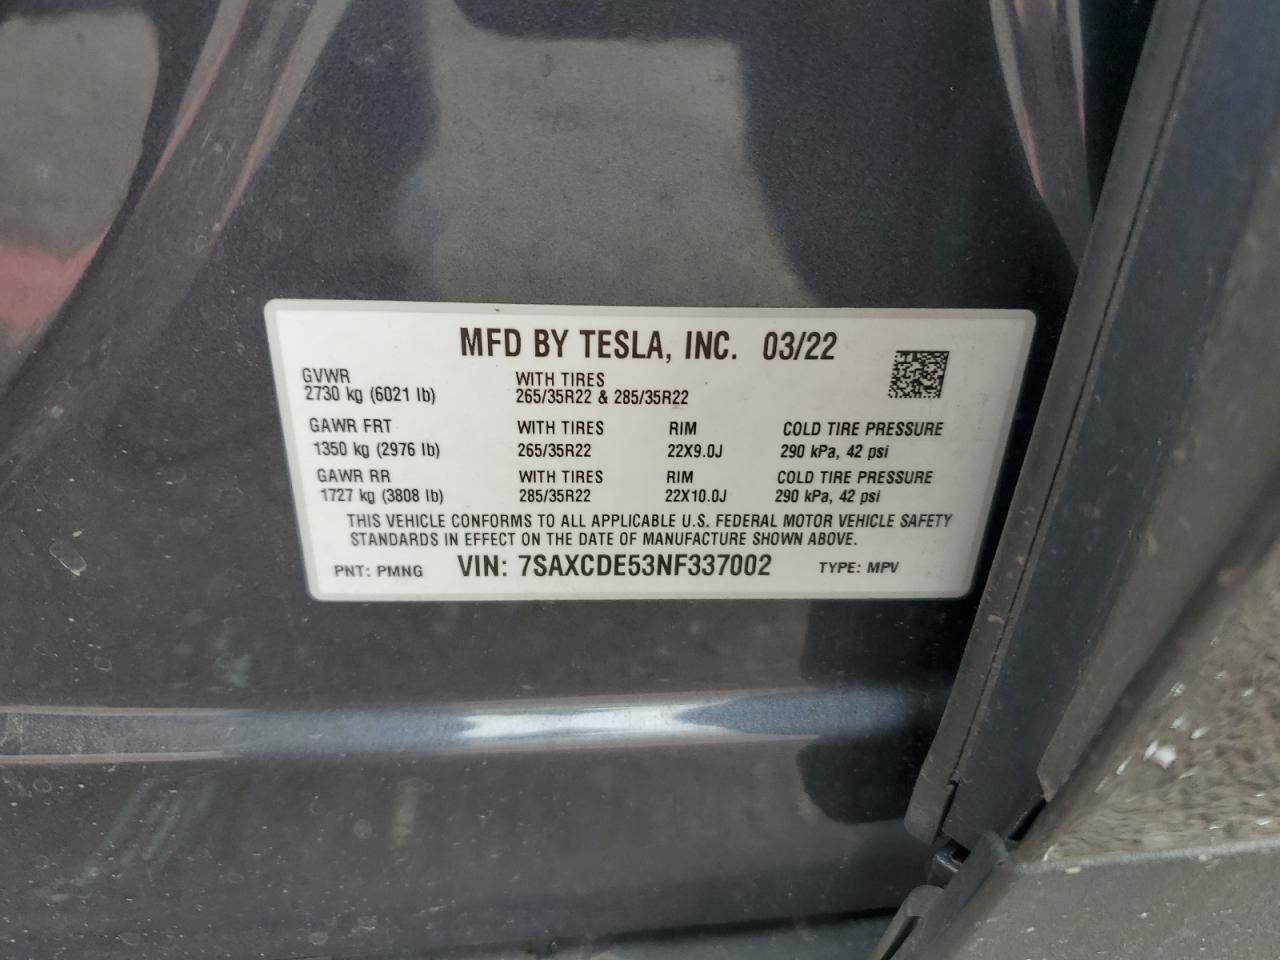 MFD BY TESLA, INC. 03/22
GVWR WITH TIRES
2730 kg (6021 lb) 265/35R22 & 285/35R22
GAWR FRT WITH TIRES RIM COLD TIRE PRESSURE
1350 kg (2976 lb) 265/35R22 22X9.0J 290 kPa, 42 psi
GAWR RR WITH TIRES RIM COLD TIRE PRESSURE
1727 kg (3808 lb) 285/35R22 22X10.0J 290 kPa, 42 psi
THIS VEHICLE CONFORMS TO ALL APPLICABLE U.S. FEDERAL MOTOR VEHICLE SAFETY
STANDARDS IN EFFECT ON THE DATE OF MANUFACTURE SHOWN ABOVE.
PNT: PMNG VIN: 7SAXCDE53NF337002 TYPE: MPV